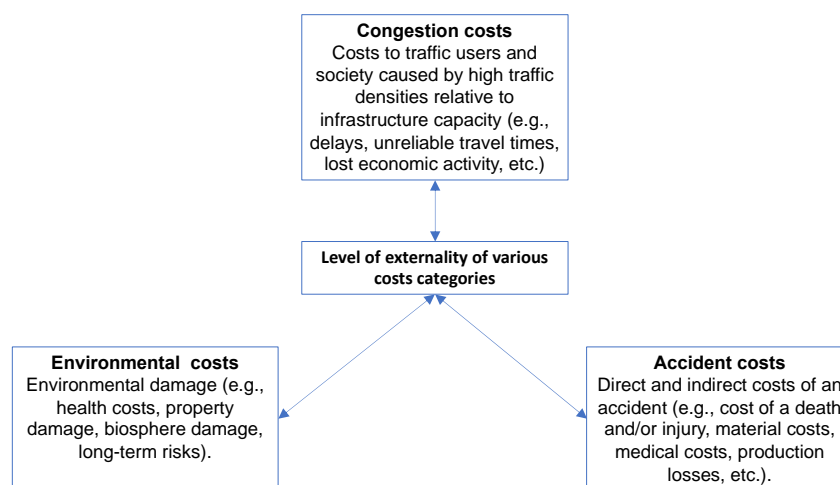 Congestion costs
Costs to traffic users and
society caused by high traffic
densities relative to
infrastructure capacity (e.g.,
delays, unreliable travel times,
lost economic activity, etc.)
Level of externality of various
costs categories
Environmental costs
Environmental damage (e.g.,
health costs, property
damage, biosphere damage,
long-term risks).
Accident costs
Direct and indirect costs of an
accident (e.g., cost of a death
and/or injury, material costs,
medical costs, production
losses, etc.).